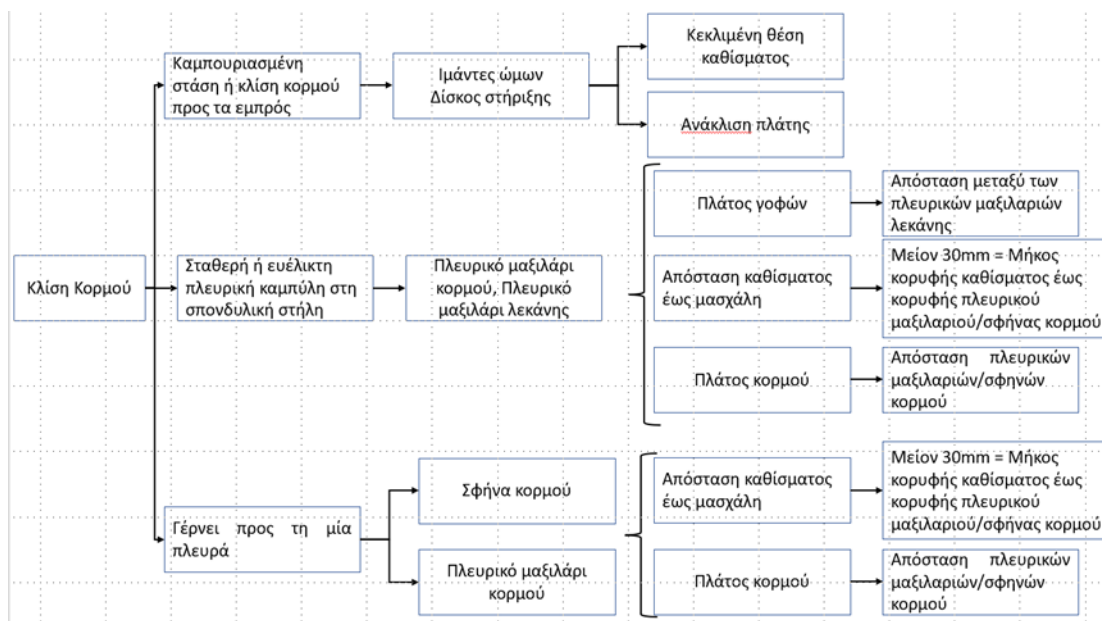 Καμπουριασμένη
στάση ή κλίση κορμού
προς τα εμπρός
Ιμάντες ώμων
Δίσκος στήριξης
Κεκλιμένη θέση
καθίσματος
Ανάκλιση πλάτης
Κλίση Κορμού
Σταθερή ή ευέλικτη
πλευρική καμπύλη στη
σπονδυλική στήλη
Πλευρικό μαξιλάρι
κορμού, Πλευρικό
μαξιλάρι λεκάνης
Πλάτος γοφών
Απόσταση μεταξύ των
πλευρικών μαξιλαριών
λεκάνης
Απόσταση καθίσματος
έως μασχάλη
Μείον 30mm = Μήκος
κορυφής καθίσματος έως
κορυφής πλευρικού
μαξιλαριού/σφήνας κορμού
Πλάτος κορμού
Απόσταση πλευρικών
μαξιλαριών/σφηνών
κορμού
Γέρνει προς τη μία
πλευρά
Σφήνα κορμού
Πλευρικό μαξιλάρι
κορμού
Απόσταση καθίσματος
έως μασχάλη
Μείον 30mm = Μήκος
κορυφής καθίσματος έως
κορυφής πλευρικού
μαξιλαριού/σφήνας κορμού
Πλάτος κορμού
Απόσταση πλευρικών
μαξιλαριών/σφηνών
κορμού